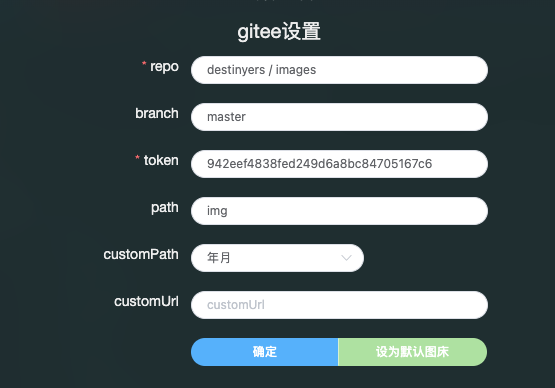 gitee设置
* repo destinyers / images
branch master
* token 942eef4838fed249d6a8bc84705167c6
path img
customPath 年月
customUrl customUrl
确定 设为默认图床